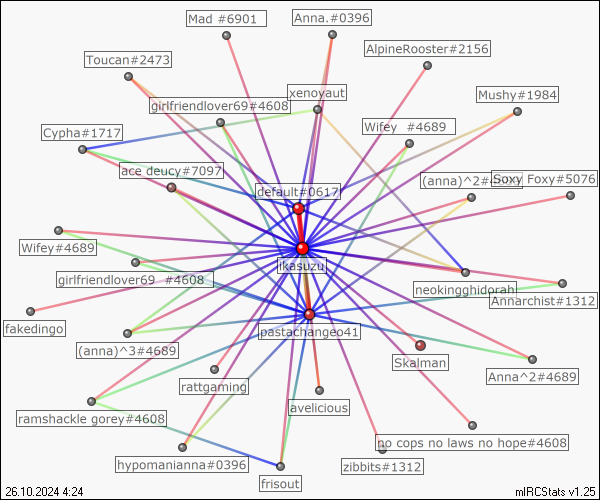 Mad #6901
Anna.#0396
AlpineRooster#2156
Toucan#2473
xenoyaut
Mushy#1984
girlfriendlover69#4608
Cypha#1717
Wifey #4689
ace deucy#7097
(anna)^2#
Soxy Foxy#5076
default#0617
Wifey#4689
ikasuzu
girlfriendlover69 #4608
neokingghidorah
Annarchist#1312
fakedingo
pastachangeo41
(anna)^3#4689
Skalman
Anna^2#4689
rattgaming
avelicious
ramshackle gorey#4608
no cops no laws no hope#4608
hypomanianna#0396
zibbits#1312
frisout
26.10.2024 4:24
mIRCStats v1.25